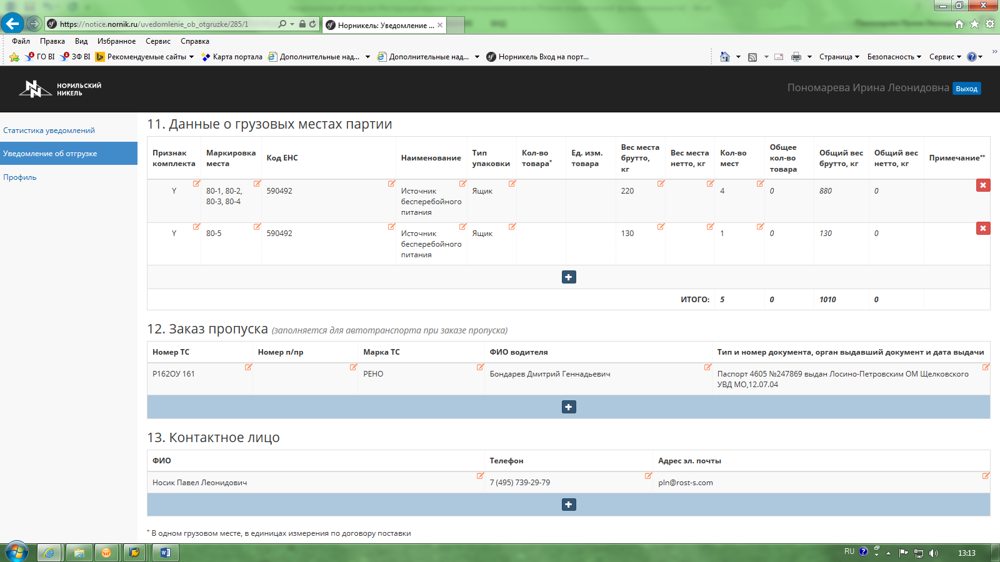 https://notice.nornik.ru/uvedomlenie_ob_otgruzke/285/1
Норникель: Уведомление ...
Файл Правка Вид Избранное Сервис Справка
ГО BI ЗФ BI Рекомендуемые сайты Карта портала Дополнительные над... Дополнительные над... Норникель Вход на порт...
Страница Безопасность Сервис
НОРИЛЬСКИЙ
НИКЕЛЬ
Пономарева Ирина Леонидовна Выход
Статистика уведомлений
Уведомление об отгрузке
Профиль
11. Данные о грузовых местах партии
Признак комплекта Маркировка места Код ЕНС Наименование Тип упаковки Кол-во товара* Ед. изм. товара Вес места брутто, кг Вес места нетто, кг Кол-во мест Общее кол-во товара Общий вес брутто, кг Общий вес нетто, кг Примечание**
Y 80-1, 80-2, 80-3, 80-4 590492 Источник бесперебойного питания Ящик 220 4 0 880 0
Y 80-5 590492 Источник бесперебойного питания Ящик 130 1 0 130 0
ИТОГО: 5 0 1010 0
12. Заказ пропуска (заполняется для автотранспорта при заказе пропуска)
Номер ТС Номер п/пр Марка ТС ФИО водителя Тип и номер документа, орган выдавший документ и дата выдачи
Р162ОУ 161 РЕНО Бондарев Дмитрий Геннадьевич Паспорт 4605 №247869 выдан Лосино-Петровским ОМ Щелковского
УВД МО,12.07.04
13. Контактное лицо
ФИО Телефон Адрес эл. почты
Носик Павел Леонидович 7 (495) 739-29-79 pln@rost-s.com
* В одном грузовом месте, в единицах измерения по договору поставки
RU 13:13